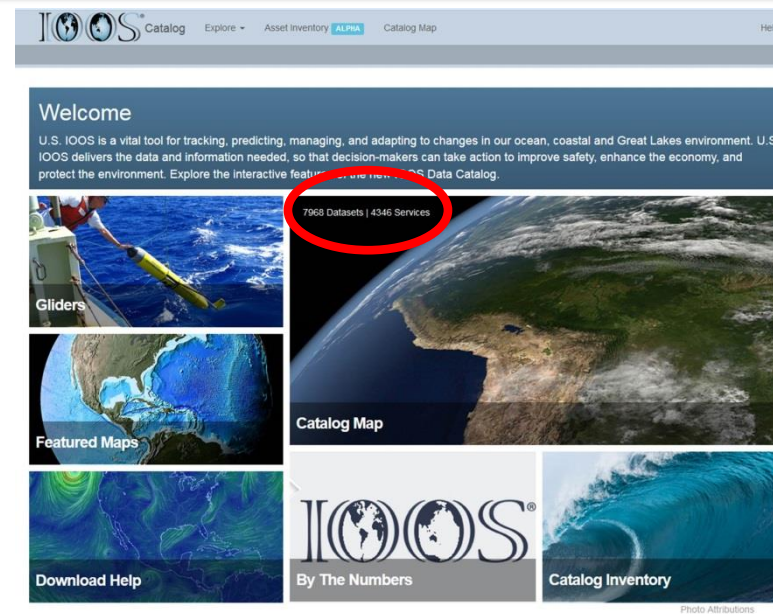 IOOS® Catalog Explore Asset Inventory ALPHA Catalog Map
Welcome
U.S. IOOS is a vital tool for tracking, predicting, managing, and adapting to changes in our ocean, coastal and Great Lakes environment. U.S
IOOS delivers the data and information needed, so that decision-makers can take action to improve safety, enhance the economy, and
protect the environment. Explore the interactive Data Catalog.
7968 Datasets | 4346 Services
Gliders
Catalog Map
Featured Maps
IOOS®
Download Help
By The Numbers
Catalog Inventory
Photo Attributions